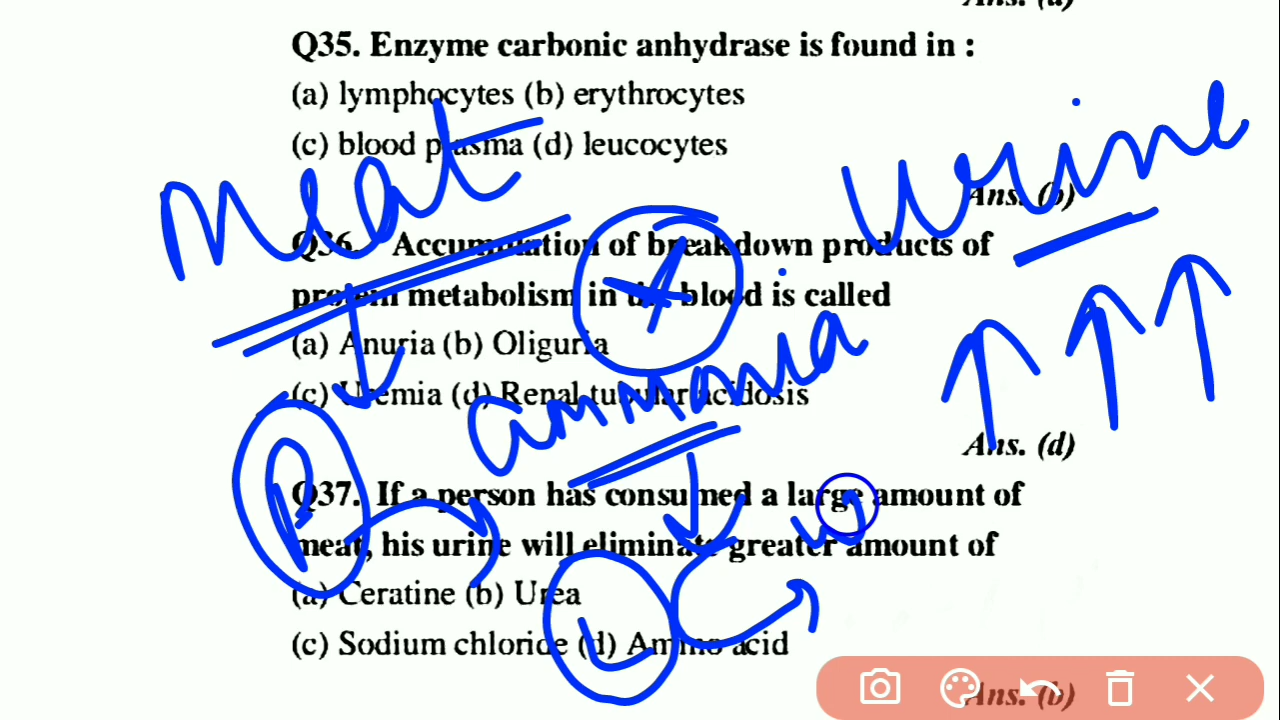 Ans. (a)
Q35. Enzyme carbonic anhydrase is found in :
(a) lymphocytes (b) erythrocytes
(c) blood plasma (d) leucocytes
Ans. (b)
Q36. Accumulation of breakdown products of
protein metabolism in the blood is called
(a) Anuria (b) Oliguria
(c) Uremia (d) Renal tubular acidosis
Ans. (d)
Q37. If a person has consumed a large amount of
meat, his urine will eliminate greater amount of
(a) Ceratine (b) Urea
(c) Sodium chloride (d) Amino acid
Ans. (b)
meat
urine
ammonia
P
L